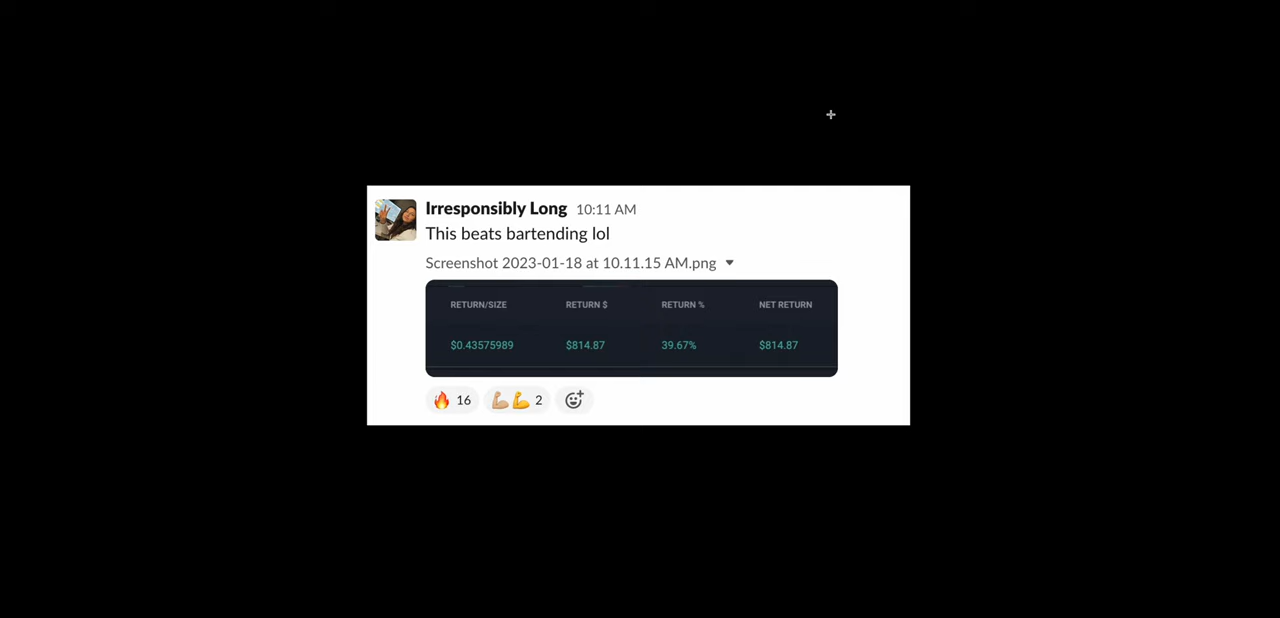 Irresponsibly Long 10:11 AM
This beats bartending lol
Screenshot 2023-01-18 at 10.11.15 AM.png
RETURN/SIZE RETURN $ RETURN % NET RETURN
$0.43575989 $814.87 39.67% $814.87
16 2